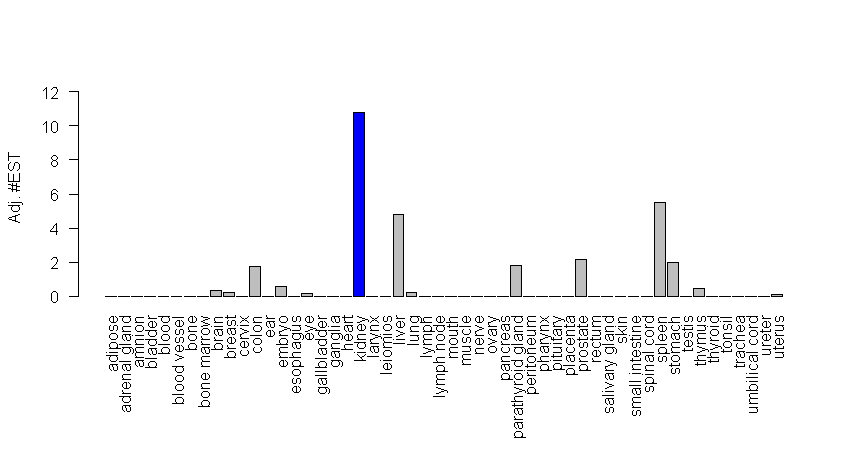 12
10
8
6
4
2
0
Adj. #EST
adipose
adrenal gland
amnion
bladder
blood
blood vessel
bone
bone marrow
brain
breast
cervix
colon
ear
embryo
esophagus
eye
gallbladder
ganglia
heart
kidney
larynx
leiomios
liver
lung
lymph
lymph node
mouth
muscle
nerve
ovary
pancreas
parathyroid gland
peritoneum
pharynx
pituitary
placenta
prostate
rectum
salivary gland
skin
small intestine
spinal cord
spleen
stomach
testis
thymus
thyroid
tonsil
trachea
umbilical cord
ureter
uterus